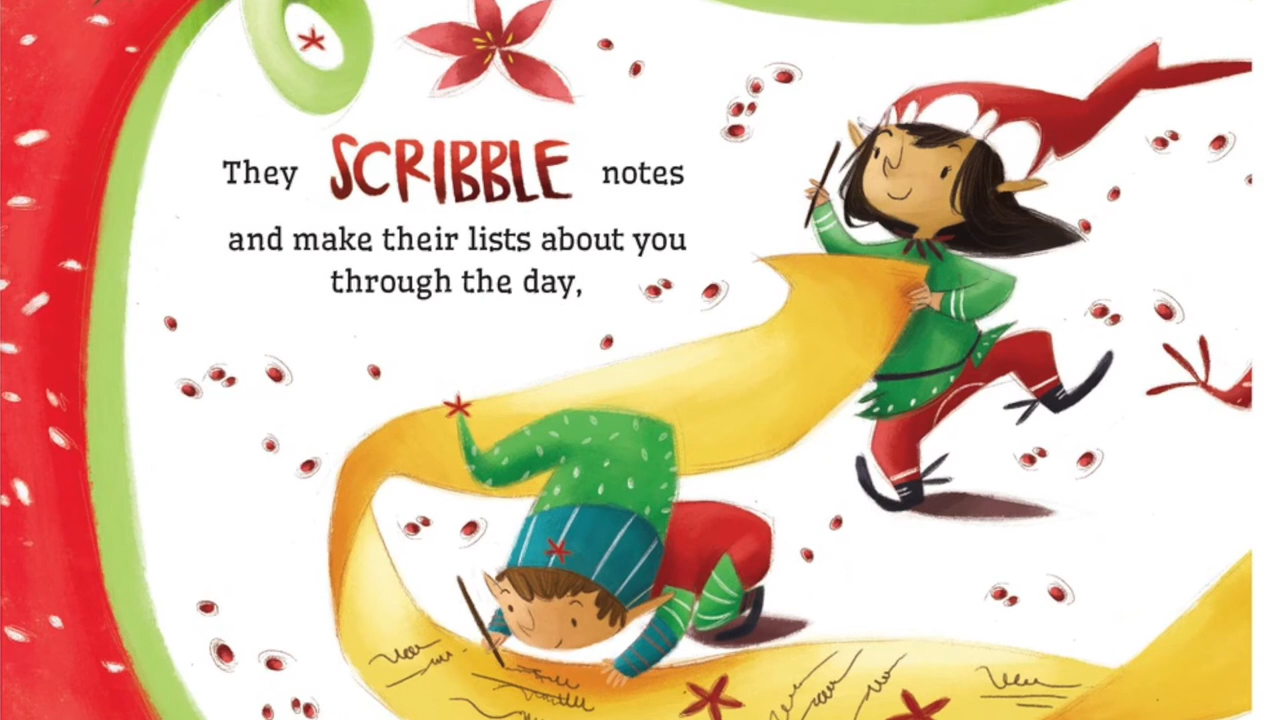 They SCRIBBLE notes
and make their lists about you
through the day,